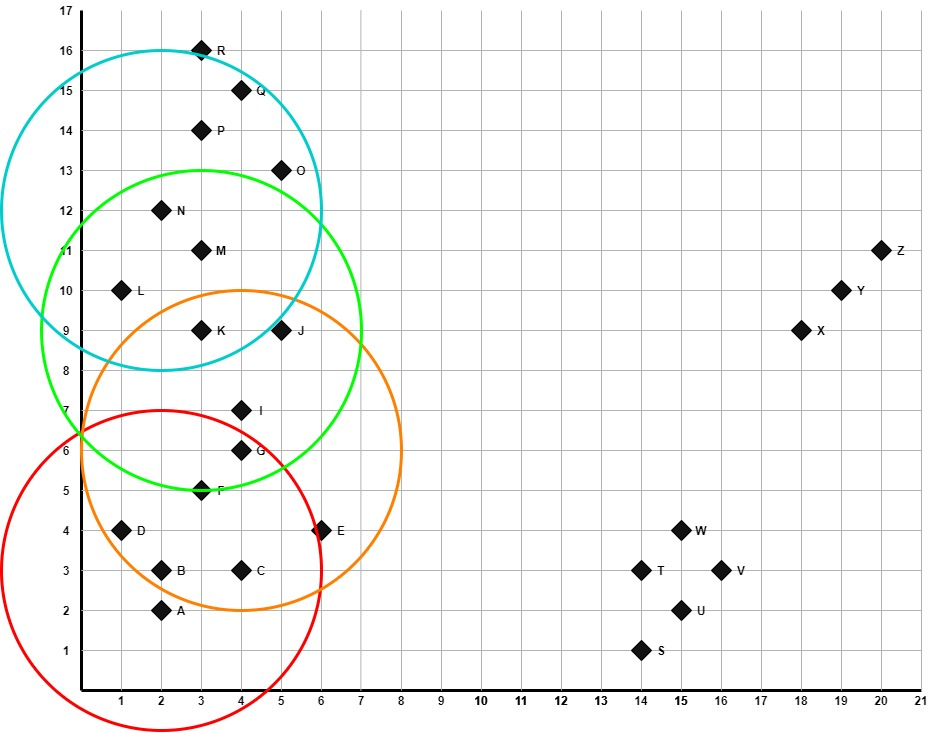 17
16 R
15 Q
14 P
13 O
12 N
11 M Z
10 L Y
9 K J X
8
7 I
6 G
5 F
4 D E W
3 B C T V
2 A U
1 S
1 2 3 4 5 6 7 8 9 10 11 12 13 14 15 16 17 18 19 20 21